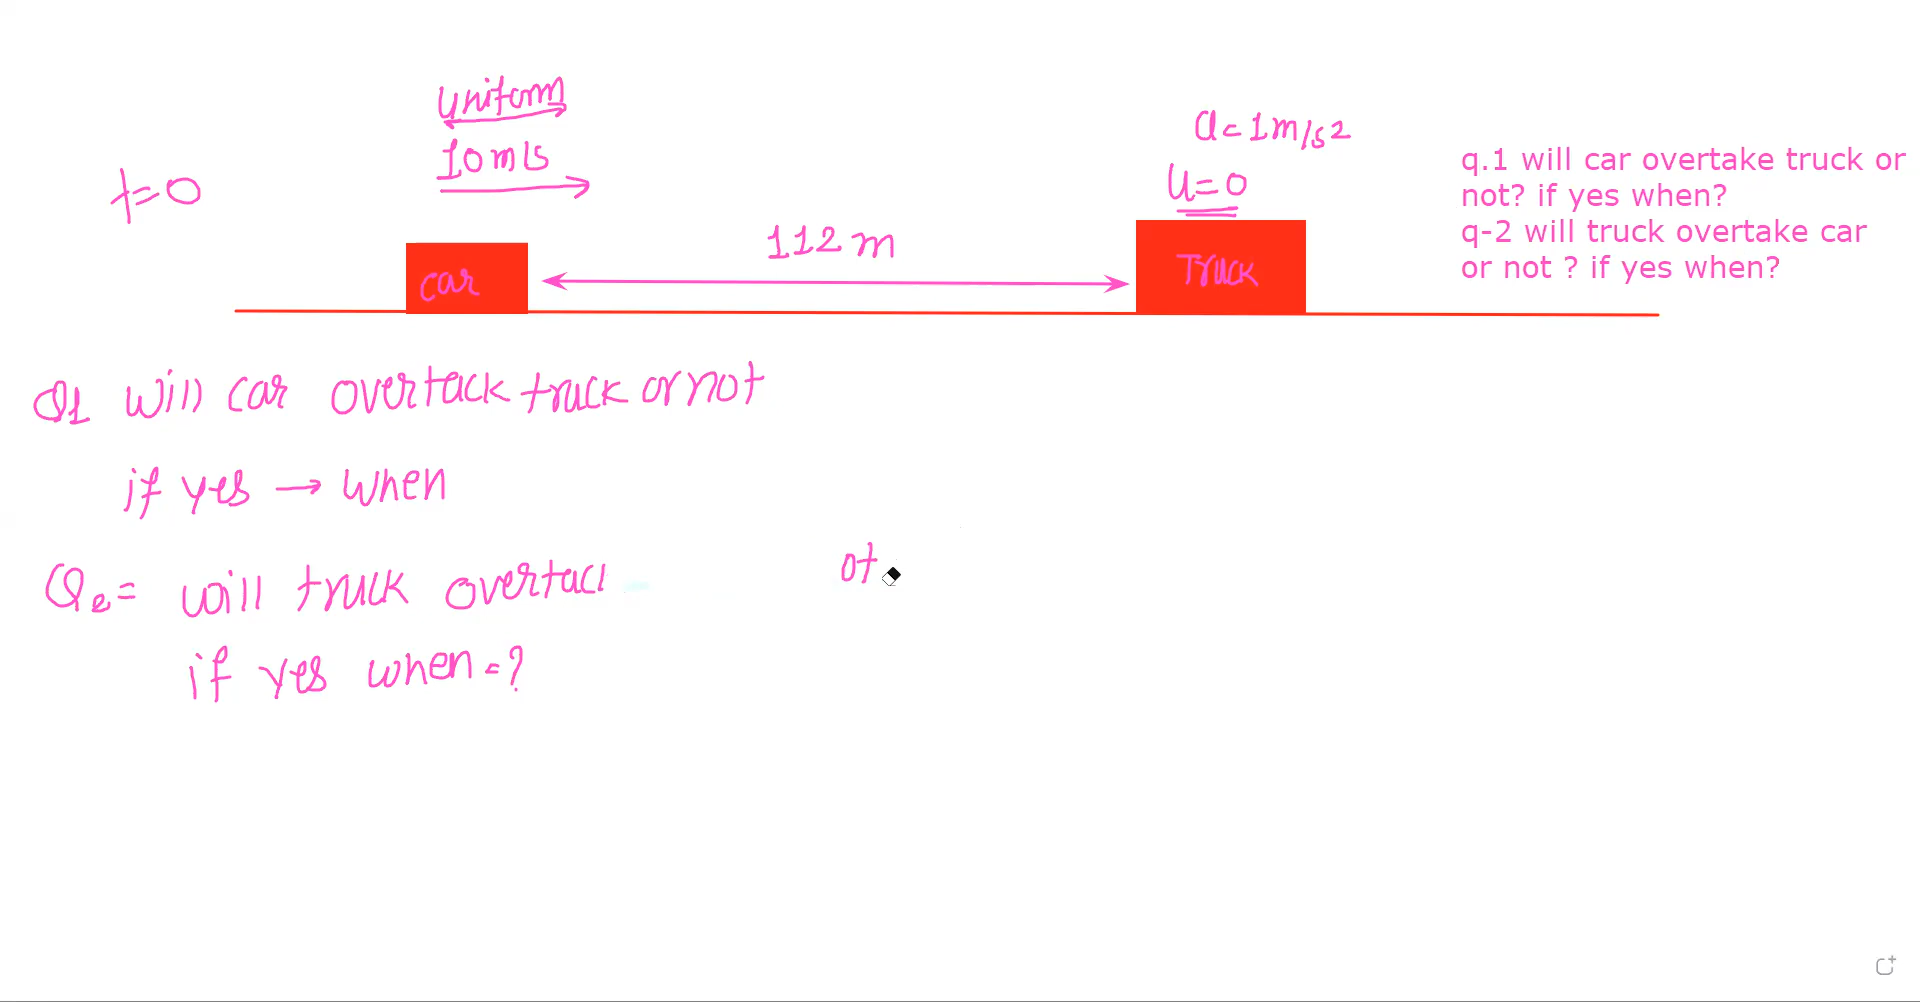 uniform
10 m/s
t=0
a=1m/s2
u=0
112 m
car
Truck
q.1 will car overtake truck or
not? if yes when?
q-2 will truck overtake car
or not ? if yes when?
Q1 will car overtack truck or not
if yes → when
Q2= will truck overtac
ot
if yes when=?